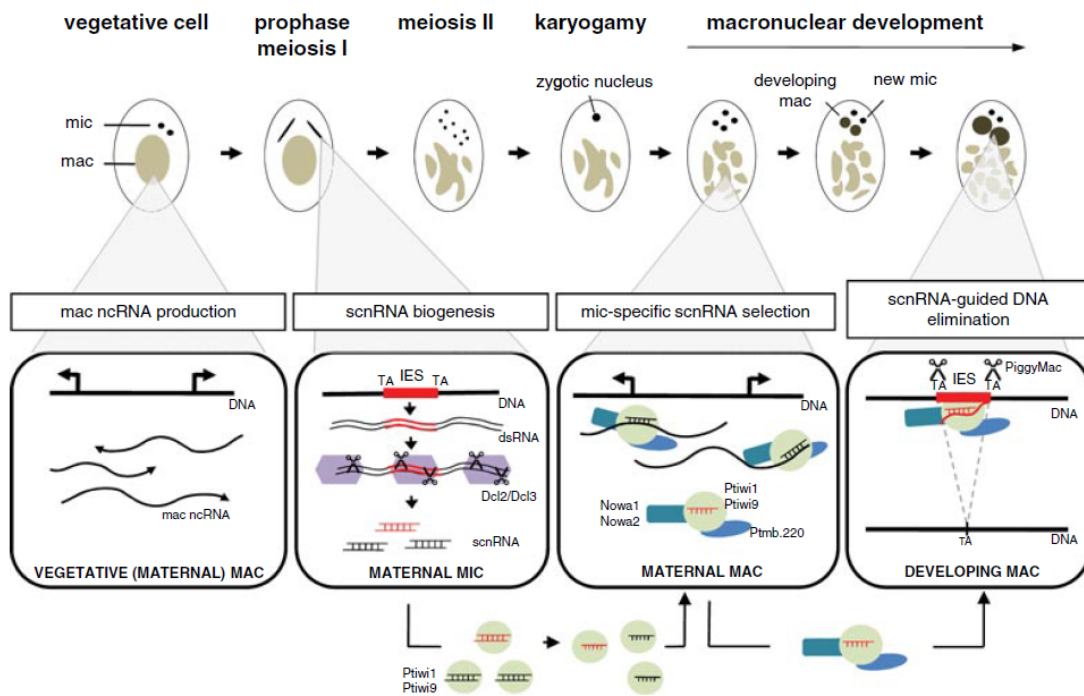 vegetative cell
prophase
meiosis I
meiosis II
karyogamy
macronuclear development
zygotic nucleus
developing
mac
new mic
mic
mac
mac ncRNA production
scnRNA biogenesis
mic-specific scnRNA selection
scnRNA-guided DNA
elimination
DNA
mac ncRNA
VEGETATIVE (MATERNAL) MAC
TA IES TA
DNA
dsRNA
Dcl2/Dcl3
scnRNA
MATERNAL MIC
DNA
Nowa1
Nowa2
Ptiwi1
Ptiwi9
Ptmb.220
MATERNAL MAC
IES
PiggyMac
TA TA
DNA
DNA
TA
DEVELOPING MAC
Ptiwi1
Ptiwi9